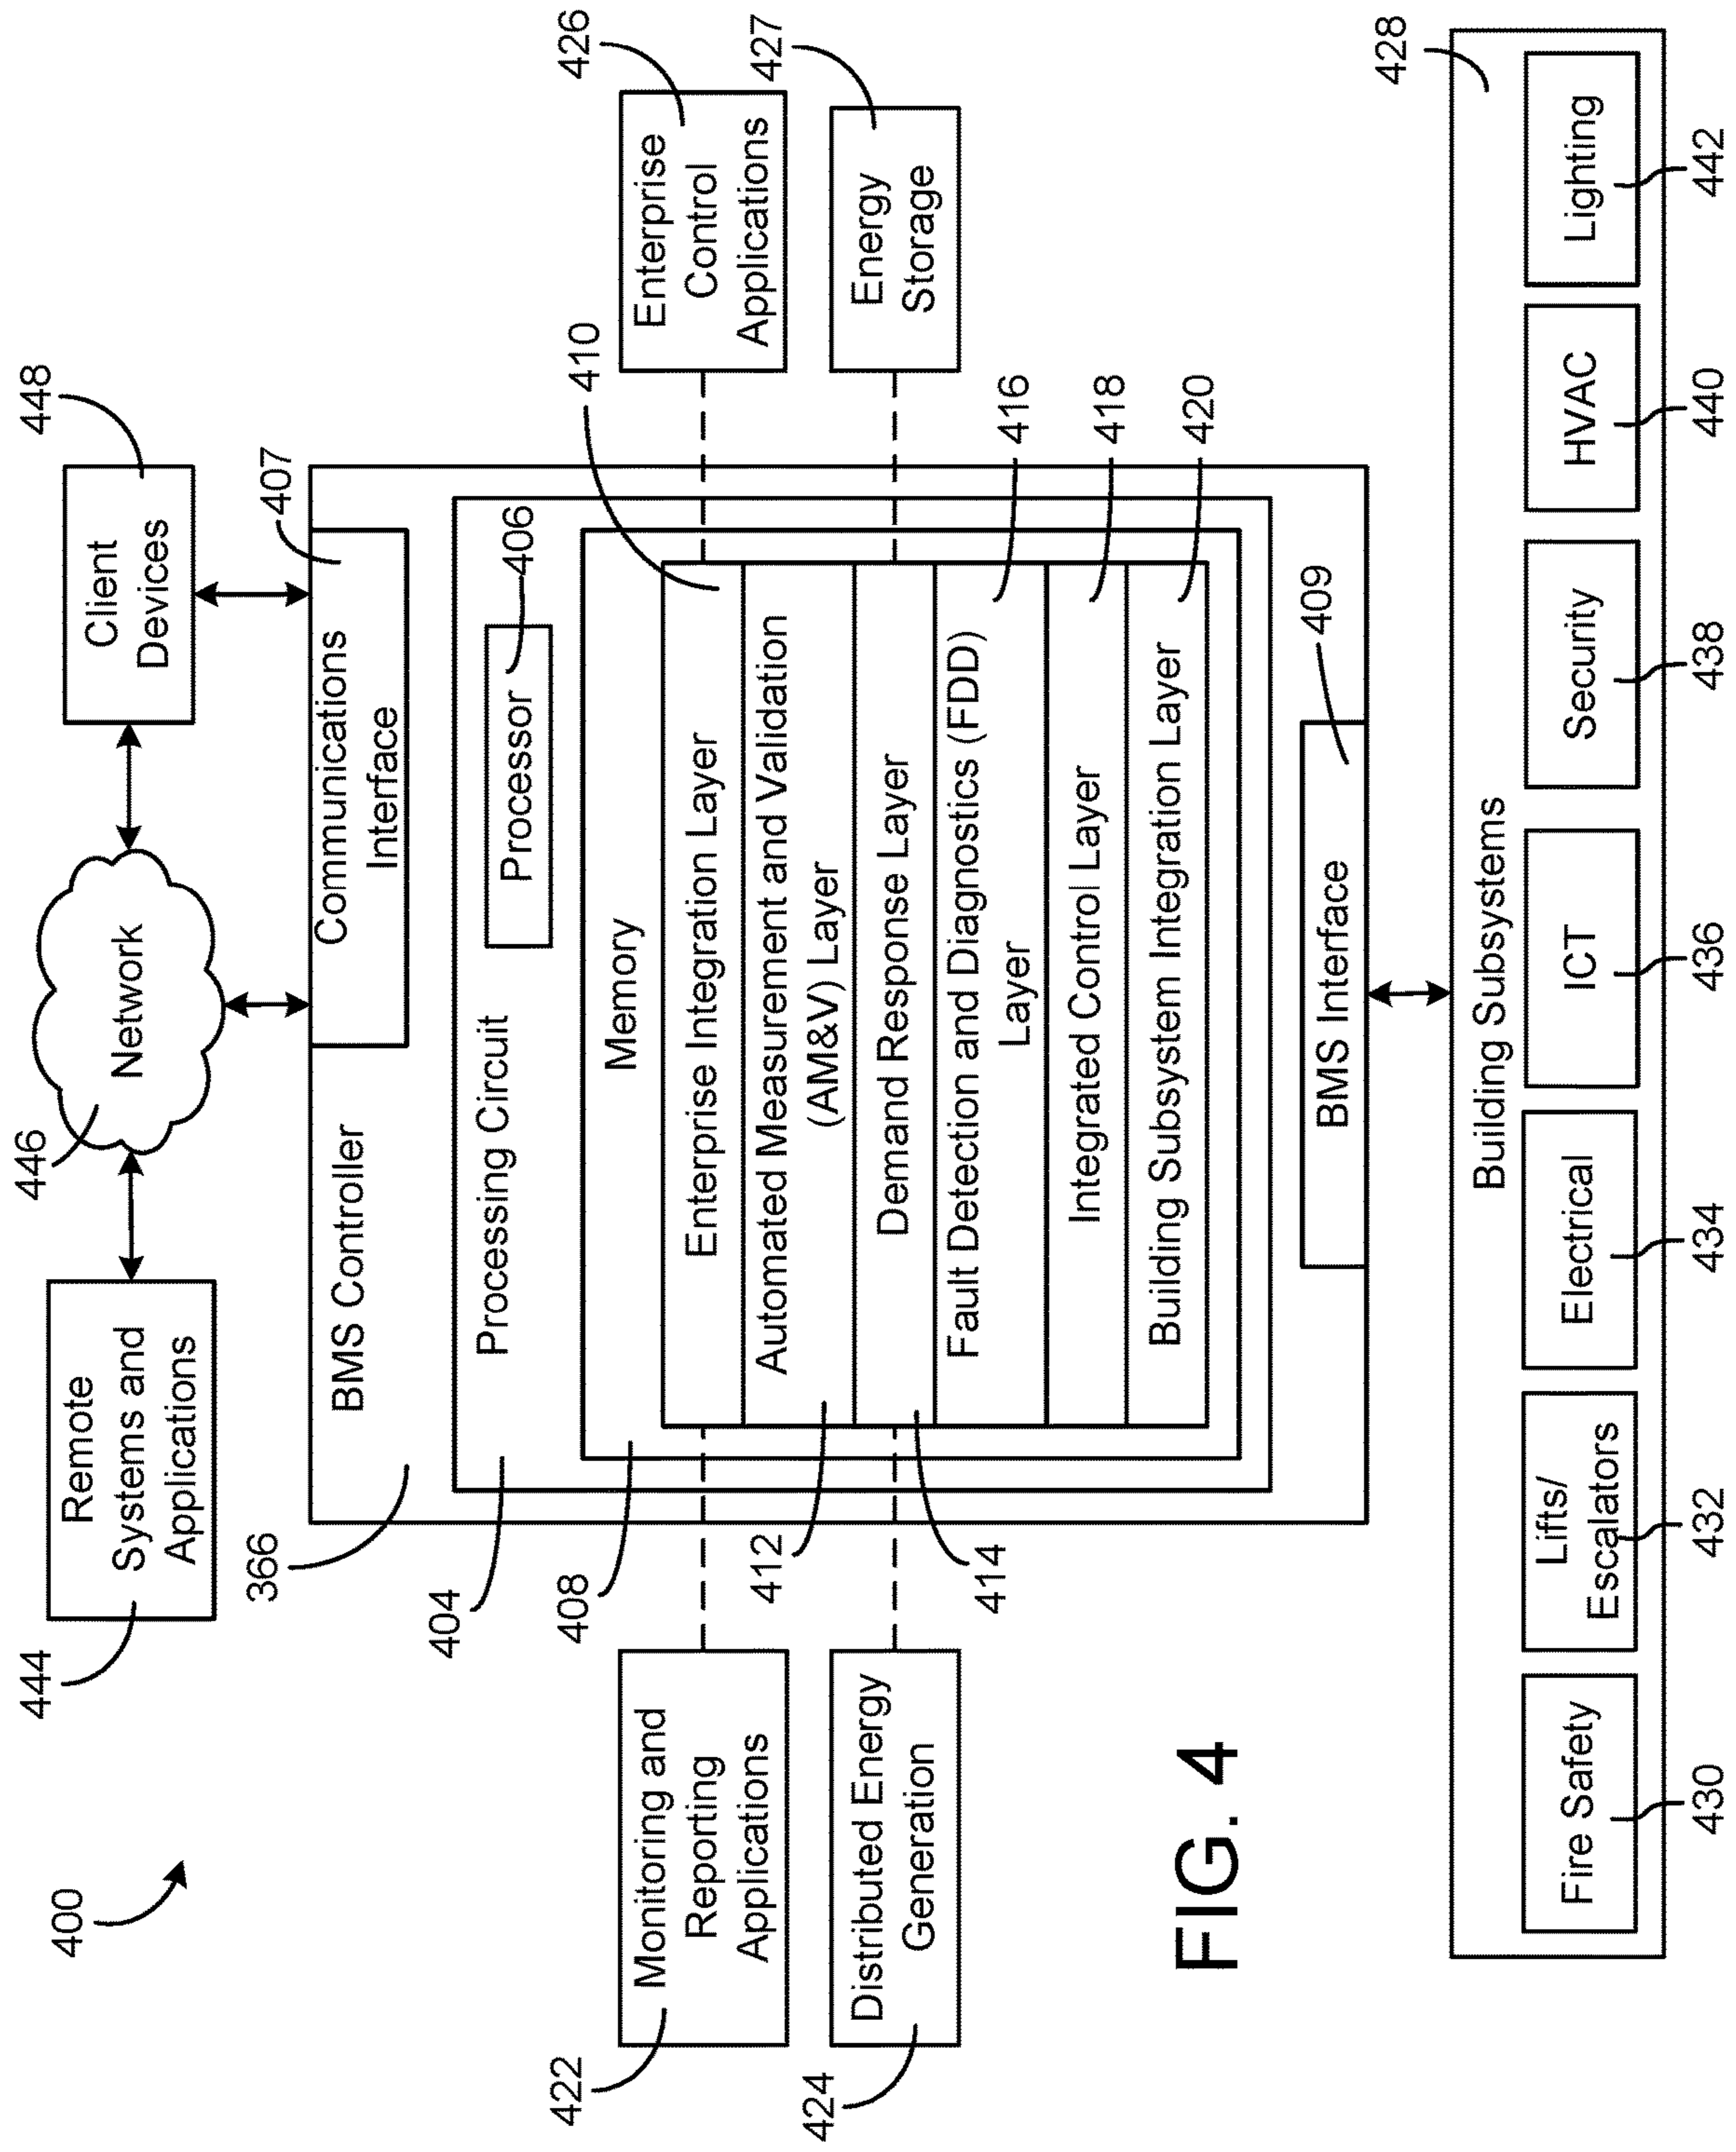 400
444
Remote
Systems and
Applications
446
Network
Client
Devices
448
366
BMS Controller
Communications
Interface
407
404
Processing Circuit
Processor
406
408
Memory
410
Enterprise Integration Layer
Automated Measurement and Validation
(AM&V) Layer
412
Demand Response Layer
414
Fault Detection and Diagnostics (FDD)
Layer
416
Integrated Control Layer
418
Building Subsystem Integration Layer
420
422
Monitoring and
Reporting
Applications
424
Distributed Energy
Generation
Enterprise
Control
Applications
426
Energy
Storage
427
BMS Interface
409
FIG. 4
Building Subsystems
428
Fire Safety
Lifts/
Escalators
Electrical
ICT
Security
HVAC
Lighting
430
432
434
436
438
440
442